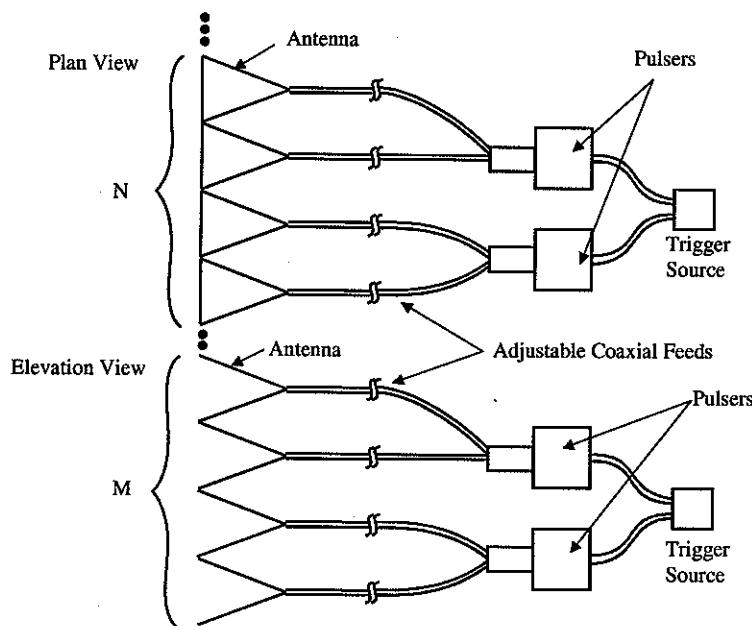 Antenna
Plan View
Pulsers
N
Trigger
Source
Antenna
Adjustable Coaxial Feeds
Elevation View
Pulsers
M
Trigger
Source